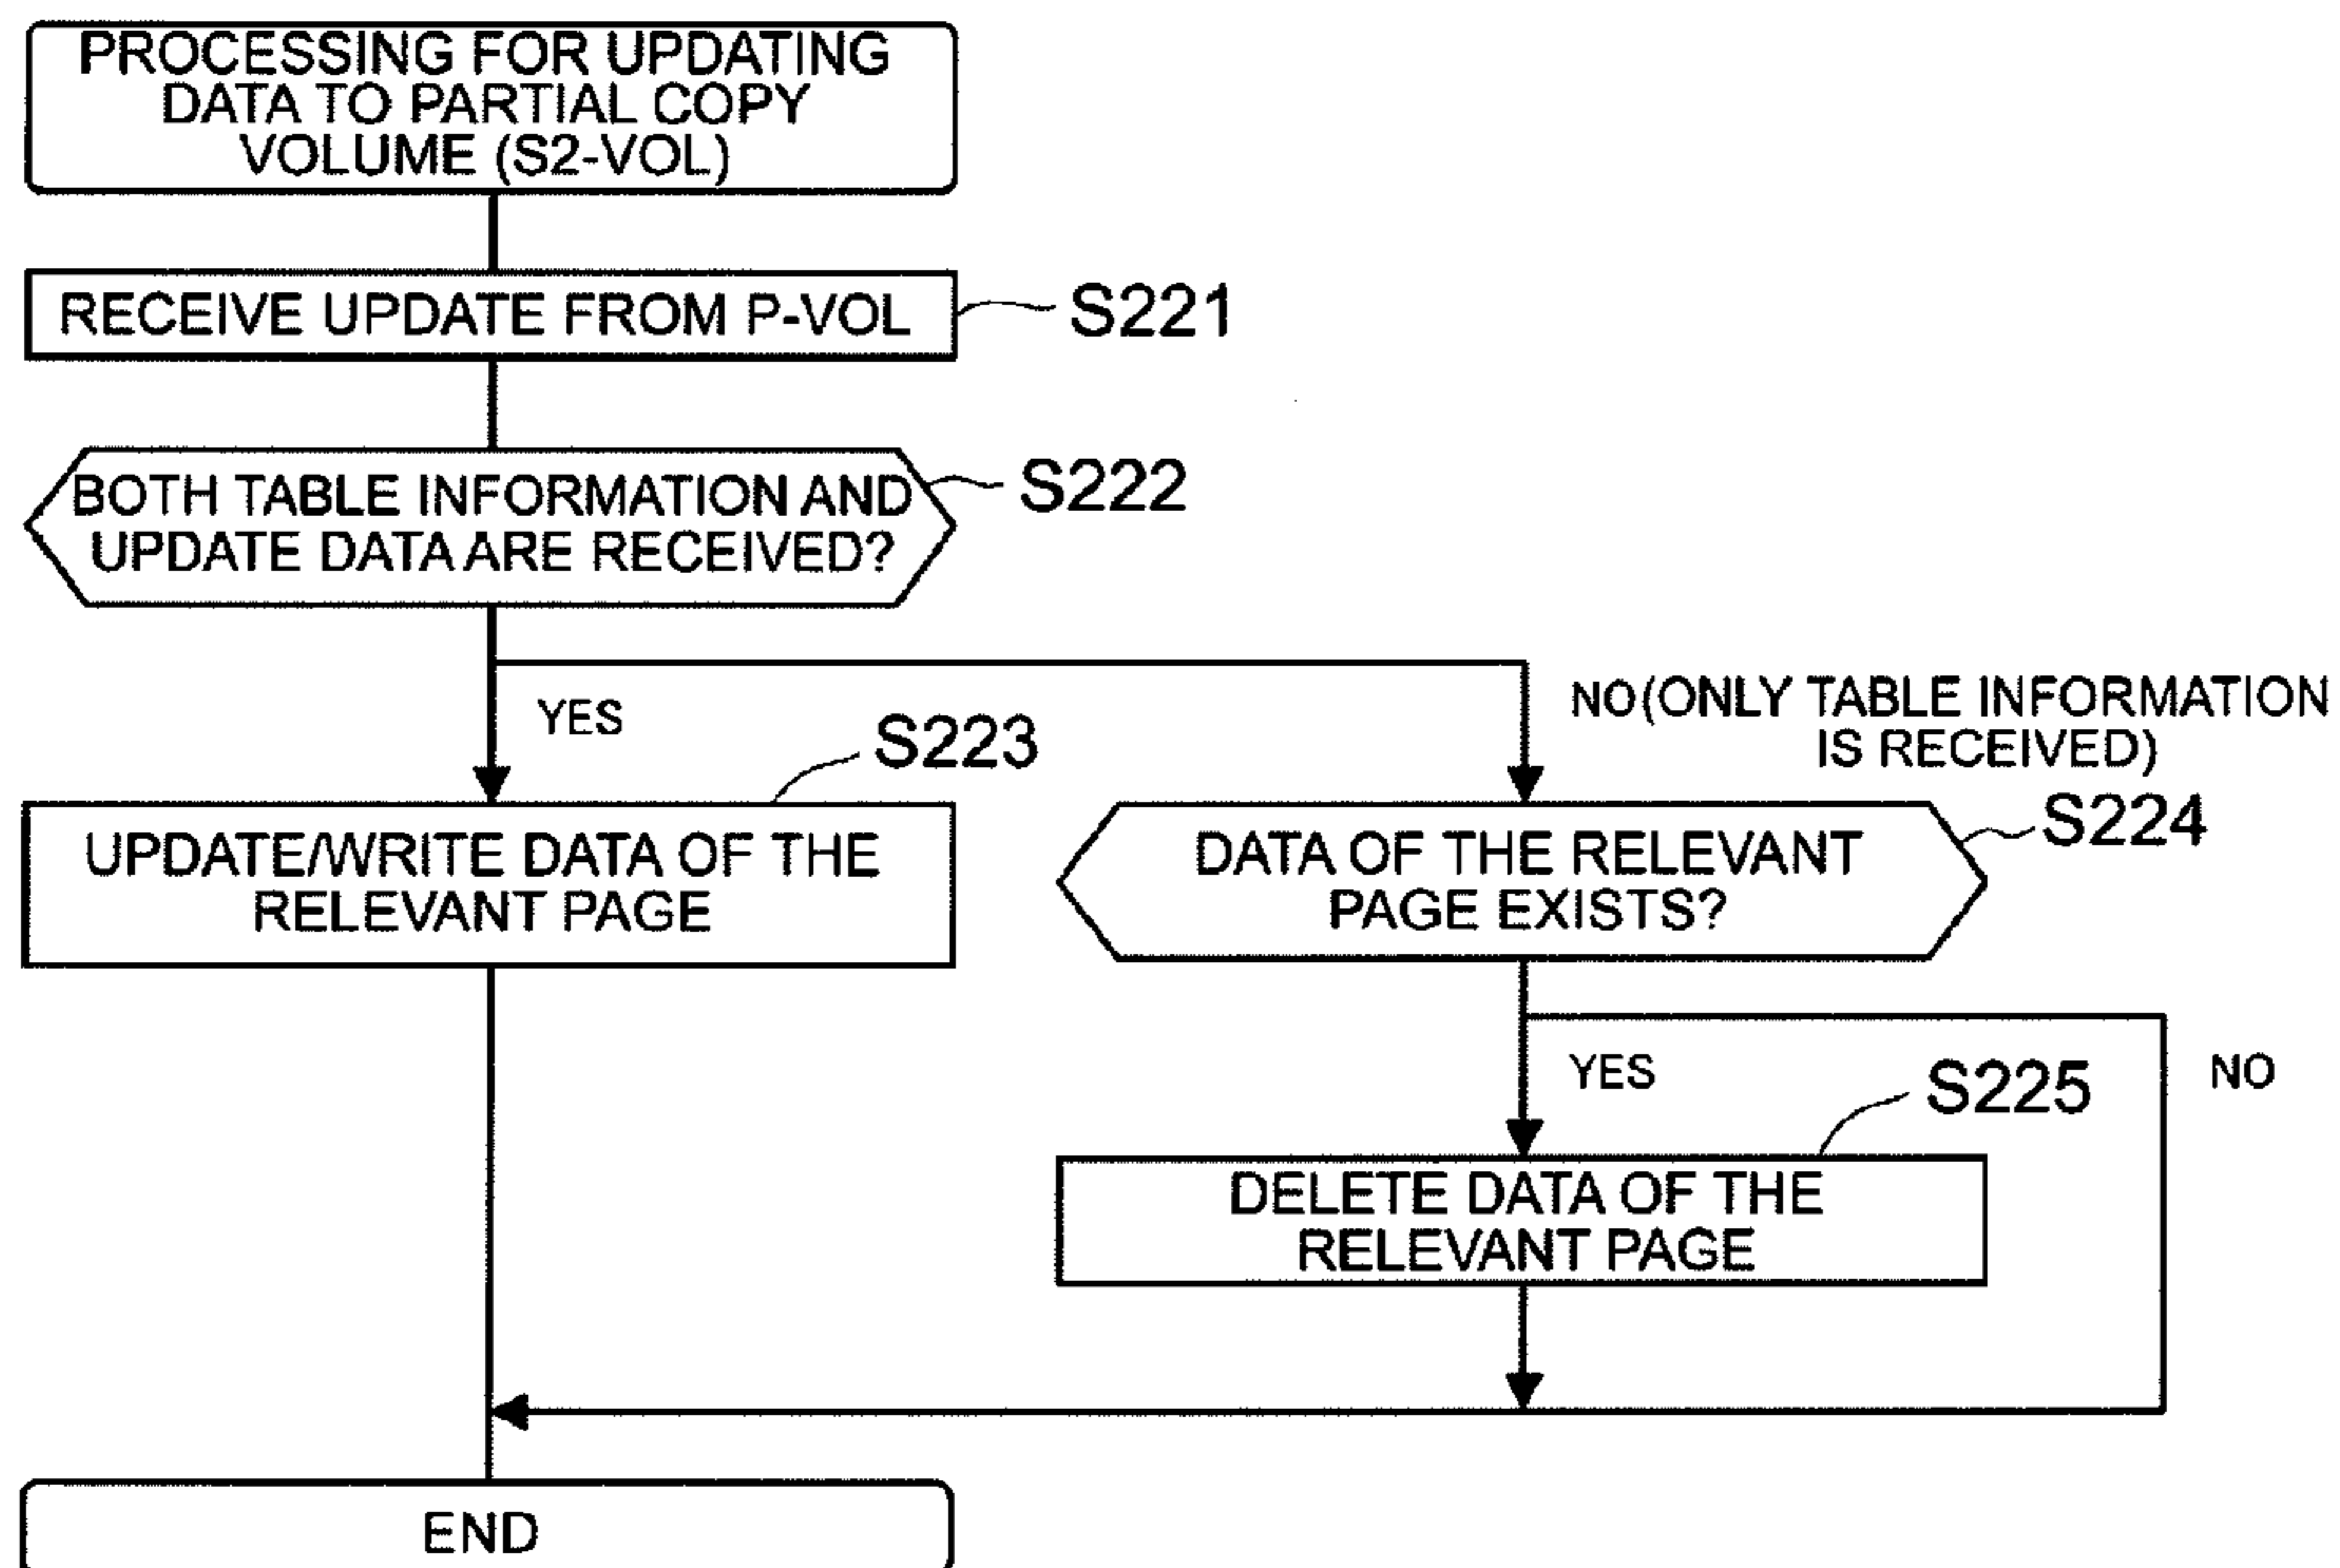 PROCESSING FOR UPDATING
DATA TO PARTIAL COPY
VOLUME (S2-VOL)
RECEIVE UPDATE FROM P-VOL
S221
BOTH TABLE INFORMATION AND
UPDATE DATA ARE RECEIVED?
S222
YES
NO(ONLY TABLE INFORMATION
IS RECEIVED)
S223
UPDATE/WRITE DATA OF THE
RELEVANT PAGE
S224
DATA OF THE RELEVANT
PAGE EXISTS?
YES
NO
S225
DELETE DATA OF THE
RELEVANT PAGE
END